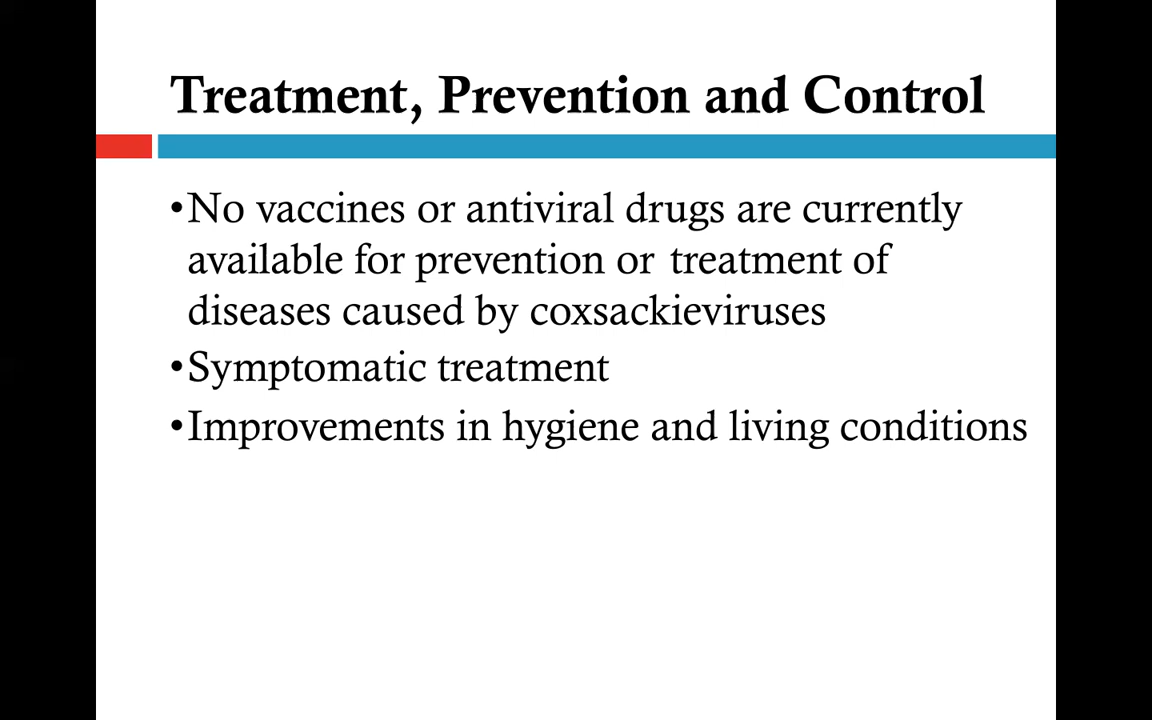 Treatment, Prevention and Control
•No vaccines or antiviral drugs are currently
available for prevention or treatment of
diseases caused by coxsackieviruses
•Symptomatic treatment
•Improvements in hygiene and living conditions